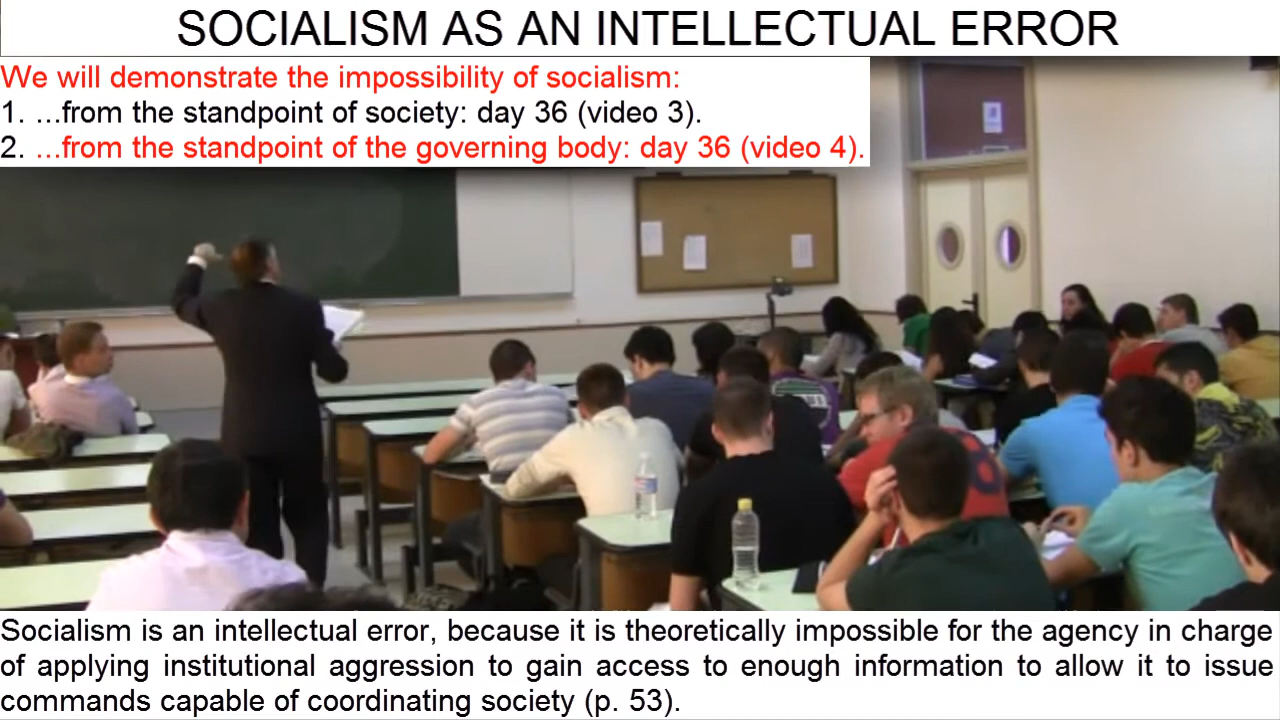 SOCIALISM AS AN INTELLECTUAL ERROR
We will demonstrate the impossibility of socialism:
1. ...from the standpoint of society: day 36 (video 3).
2. ...from the standpoint of the governing body: day 36 (video 4).
Socialism is an intellectual error, because it is theoretically impossible for the agency in charge
of applying institutional aggression to gain access to enough information to allow it to issue
commands capable of coordinating society (p. 53).